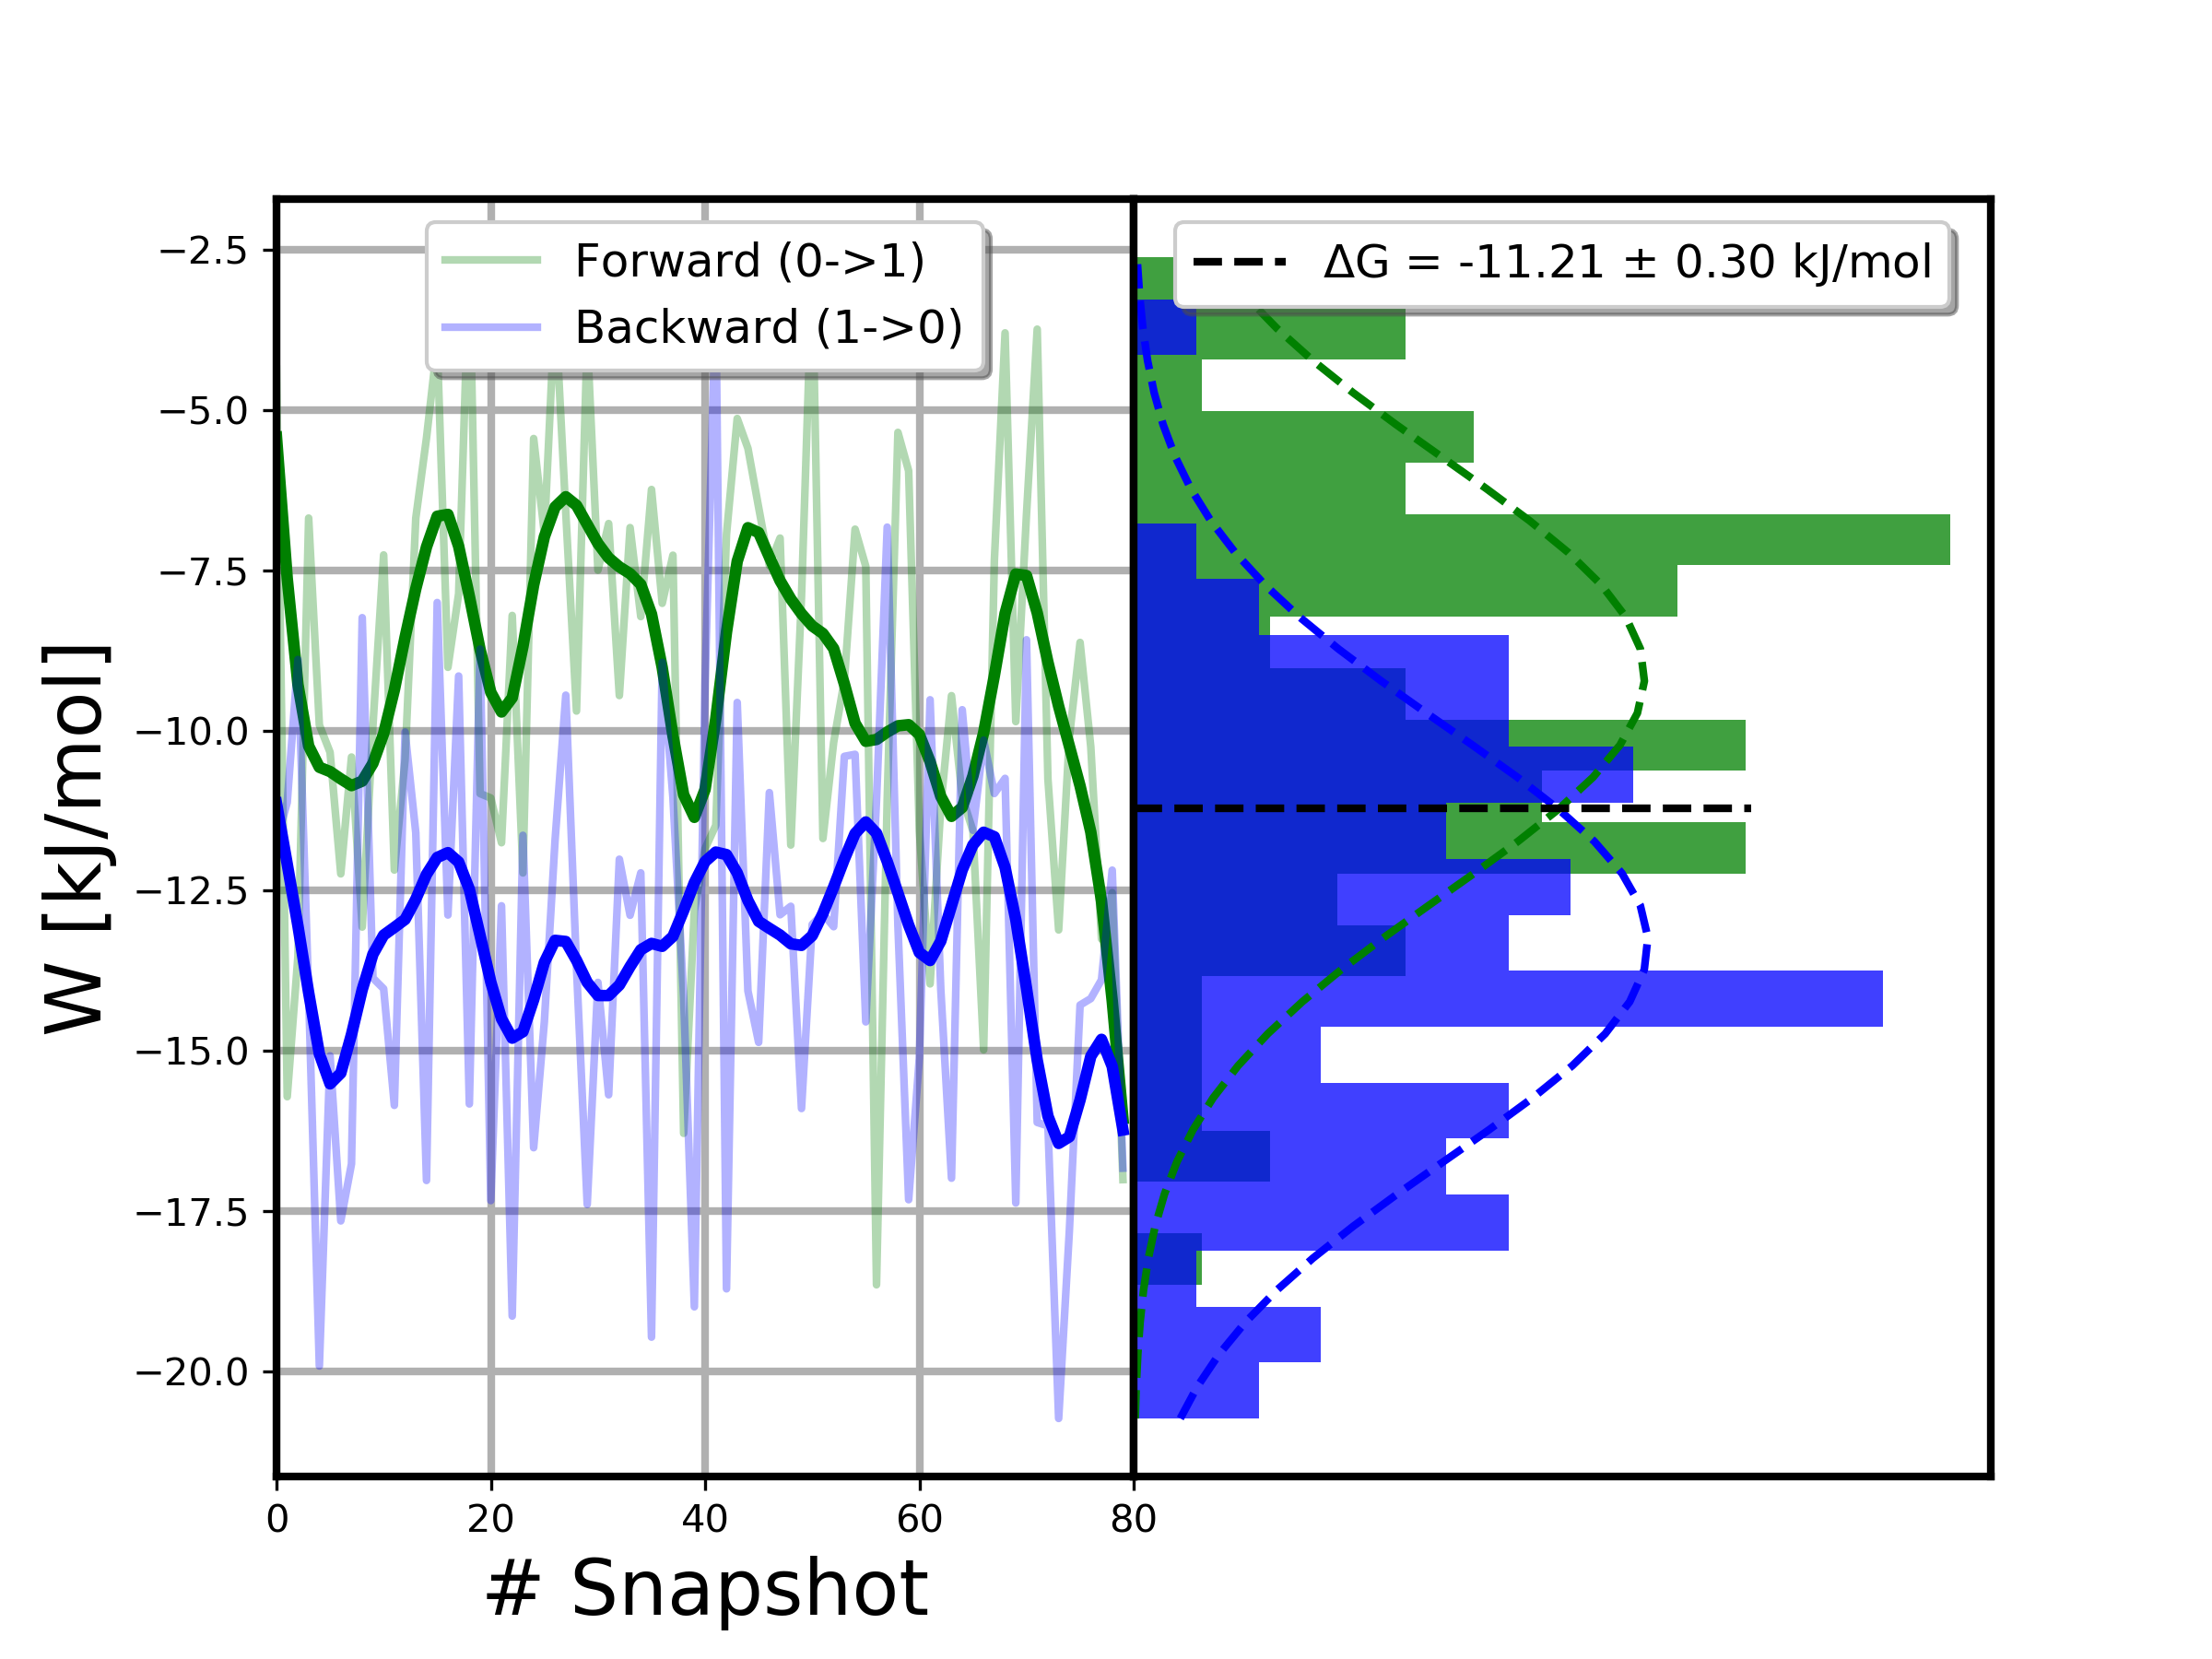 Forward (0->1)
Backward (1->0)
ΔG = -11.21 ± 0.30 kJ/mol
W [kJ/mol]
−2.5
−5.0
−7.5
−10.0
−12.5
−15.0
−17.5
−20.0
0 20 40 60 80
# Snapshot